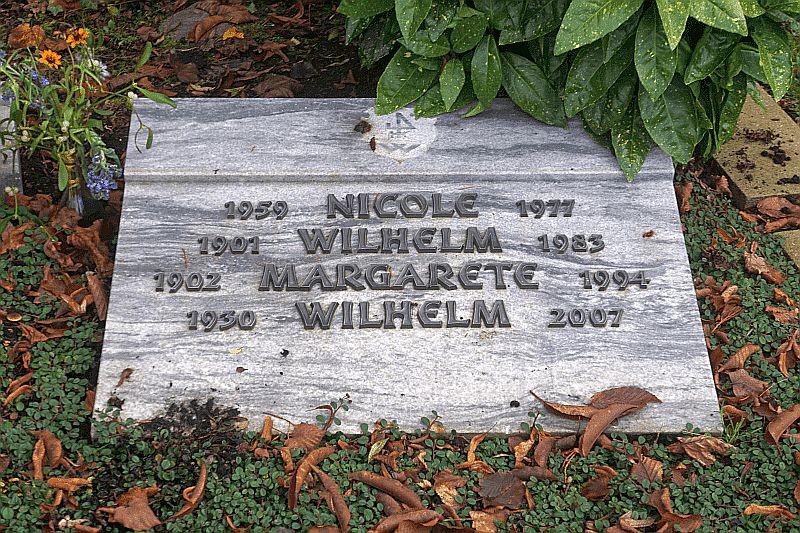 1959 NICOLE 1977
1901 WILHELM 1983
1902 MARGARETE 1994
1930 WILHELM 2007